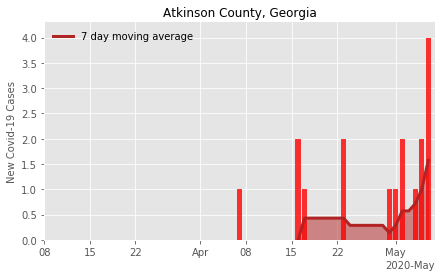 Atkinson County, Georgia
7 day moving average
New Covid-19 Cases
4.0
3.5
3.0
2.5
2.0
1.5
1.0
0.5
0.0
08 15 22 Apr 08 15 22 May
2020-May